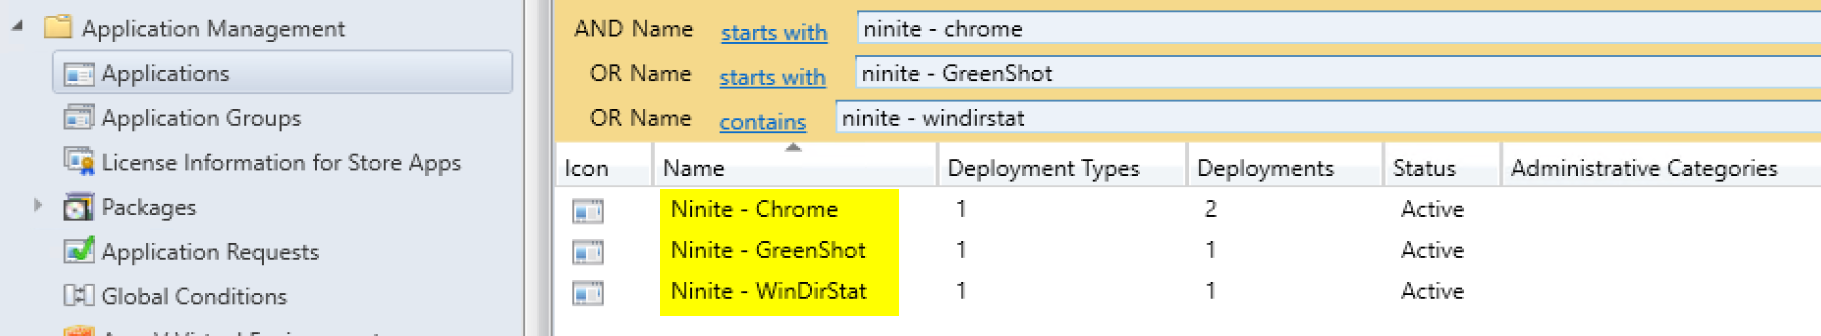 Application Management
Applications
Application Groups
License Information for Store Apps
Packages
Application Requests
Global Conditions
AND Name starts with ninite - chrome
OR Name starts with ninite - GreenShot
OR Name contains ninite - windirstat
Icon Name Deployment Types Deployments Status Administrative Categories
Ninite - Chrome 1 2 Active
Ninite - GreenShot 1 1 Active
Ninite - WinDirStat 1 1 Active